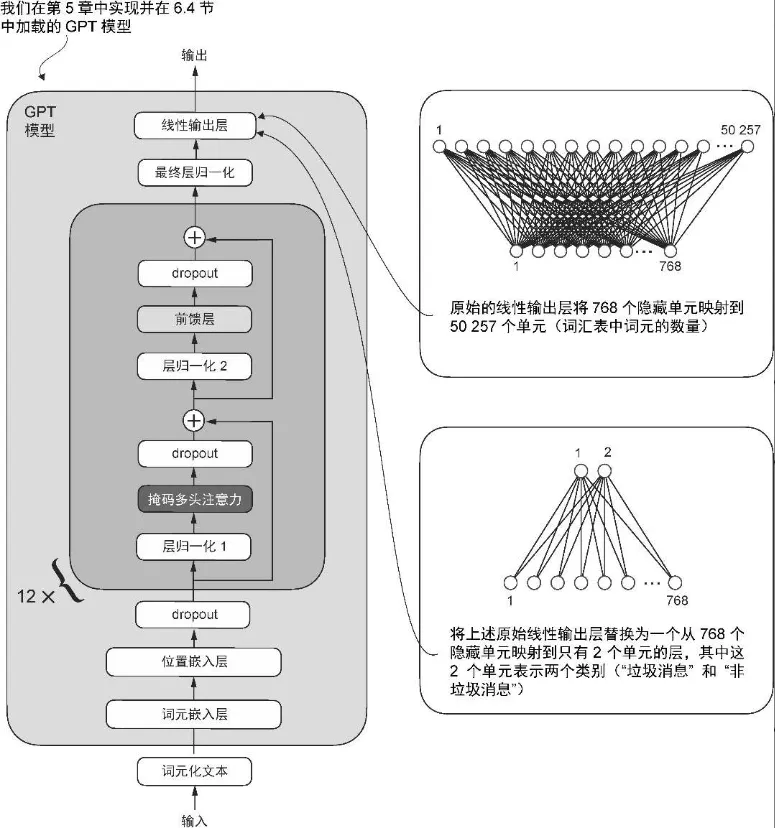 我们在第 5 章中实现并在 6.4 节
中加载的 GPT 模型
输出
GPT
模型
线性输出层
最终层归一化
dropout
前馈层
层归一化 2
dropout
掩码多头注意力
层归一化 1
12 ×
dropout
位置嵌入层
词元嵌入层
词元化文本
输入
1
50 257
1
768
原始的线性输出层将 768 个隐藏单元映射到
50 257 个单元（词汇表中词元的数量）
1 2
1
768
将上述原始线性输出层替换为一个从 768 个
隐藏单元映射到只有 2 个单元的层，其中这
2 个单元表示两个类别（“垃圾消息” 和 “非
垃圾消息”）